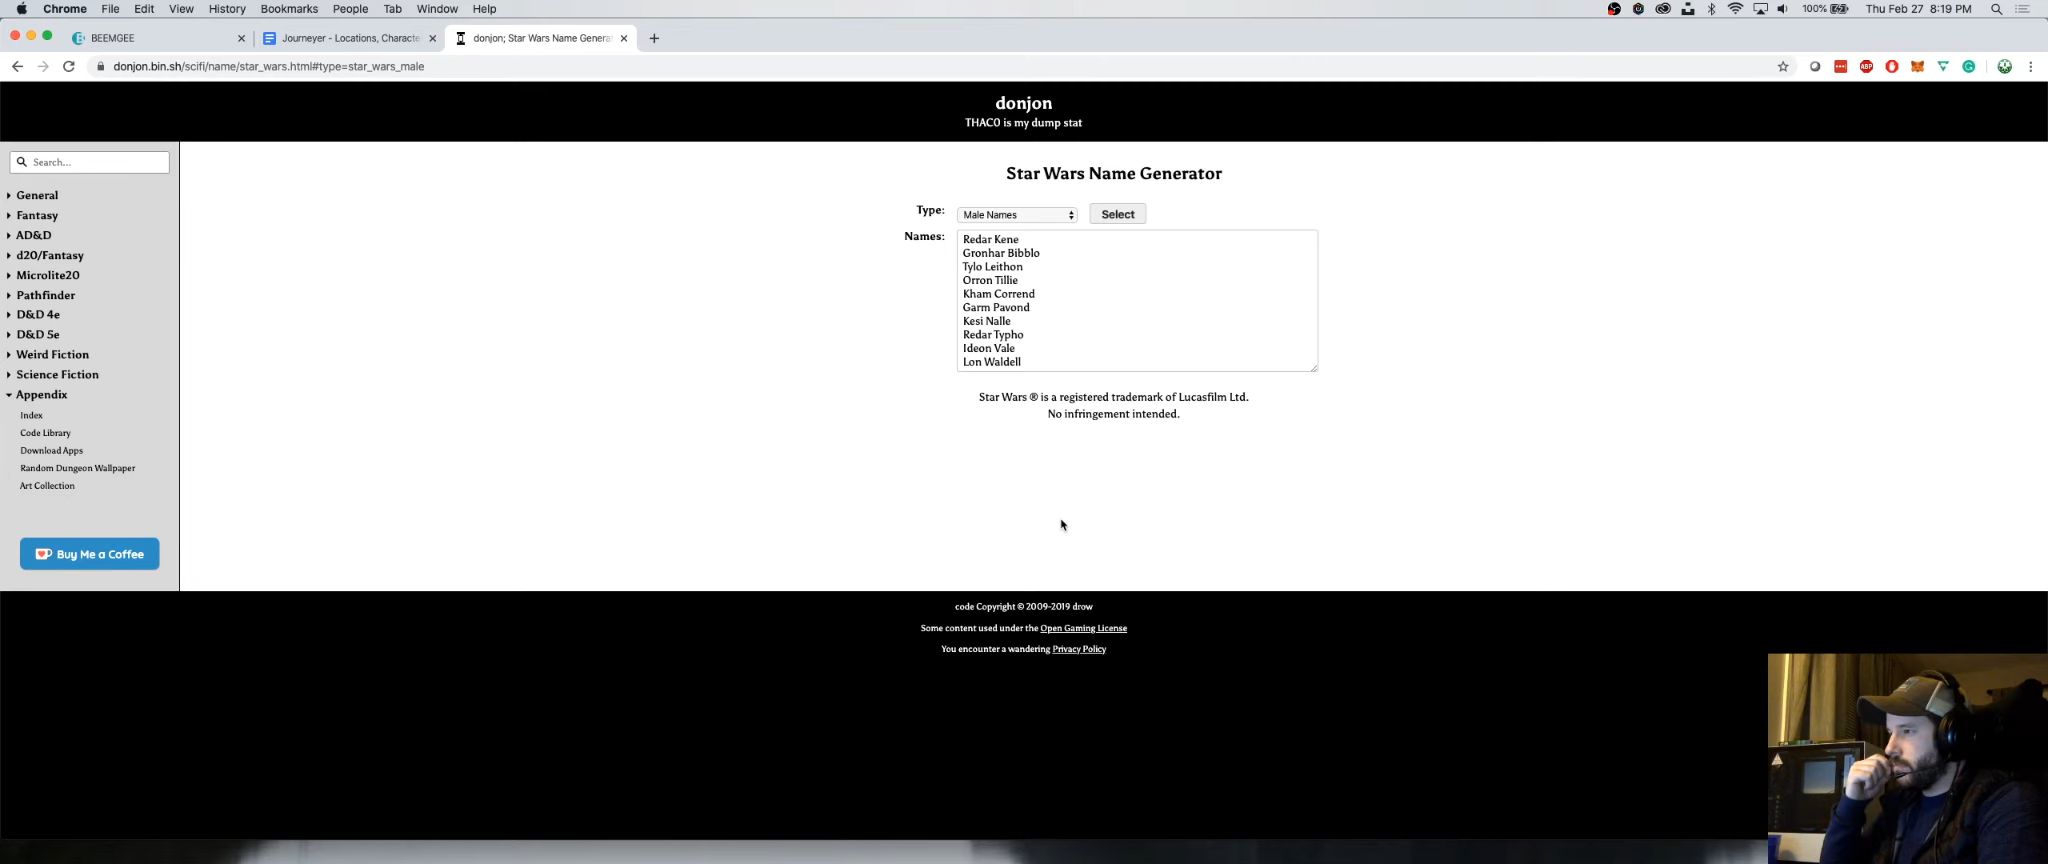 Chrome File Edit View History Bookmarks People Tab Window Help 100% Thu Feb 27 8:19 PM
BEEMGEE Journeyer - Locations, Characte donjon; Star Wars Name Genera
donjon.bin.sh/scifi/name/star_wars.html#type=star_wars_male ABP
donjon
THAC0 is my dump stat
Search...
General
Fantasy
AD&D
d20/Fantasy
Microlite20
Pathfinder
D&D 4e
D&D 5e
Weird Fiction
Science Fiction
Appendix
Index
Code Library
Download Apps
Random Dungeon Wallpaper
Art Collection
Buy Me a Coffee
Star Wars Name Generator
Type: Male Names Select
Names:
Redar Kene
Gronhar Bibblo
Tylo Leithon
Orron Tillie
Kham Corrend
Garm Pavond
Kesi Nalle
Redar Typho
Ideon Vale
Lon Waldell
Star Wars ® is a registered trademark of Lucasfilm Ltd.
No infringement intended.
code Copyright © 2009-2019 drow
Some content used under the Open Gaming License
You encounter a wandering Privacy Policy